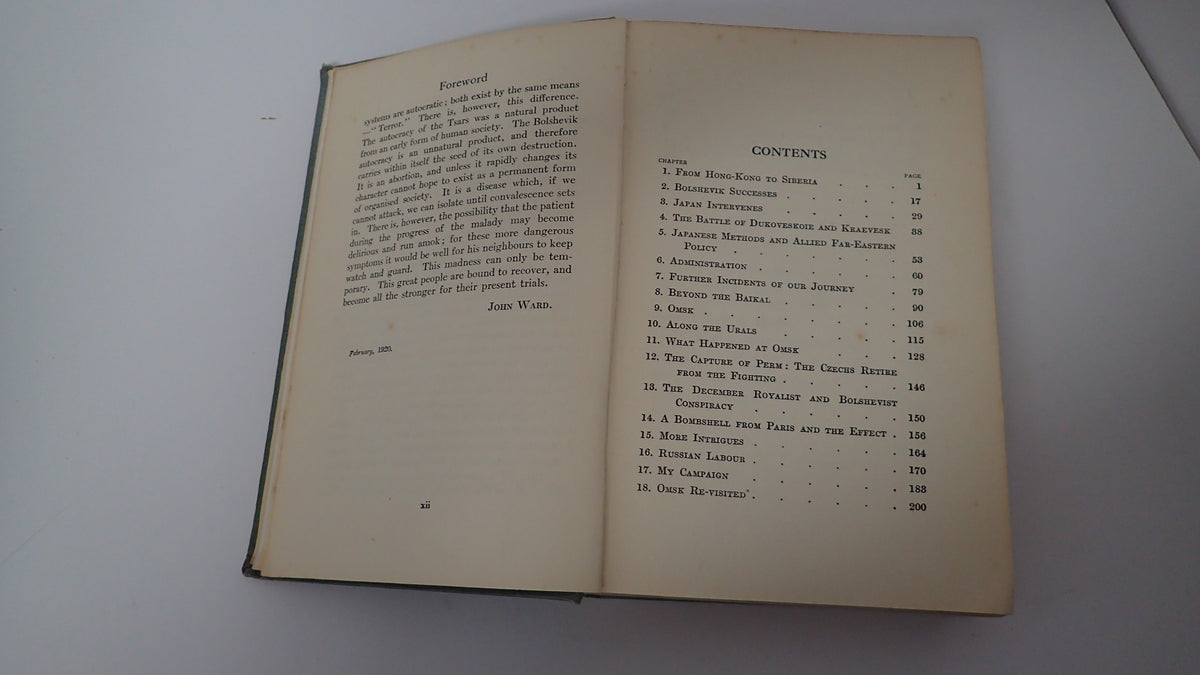 Foreword
systems are autocratic; both exist by the same means
—"Terror." There is, however, this difference.
The autocracy of the Tsars was a natural product
from an early form of human society. The Bolshevik
autocracy is an unnatural product, and therefore
carries within itself the seed of its own destruction.
It is an abortion, and unless it rapidly changes its
character cannot hope to exist as a permanent form
of organised society. It is a disease which, if we
cannot attack, we can isolate until convalescence sets
in. There is, however, the possibility that the patient
during the progress of the malady may become
delirious and run amok; for these more dangerous
symptoms it would be well for his neighbours to keep
watch and guard. This madness can only be tem-
porary. This great people are bound to recover, and
become all the stronger for their present trials.
John Ward.
February, 1920.
xii
CONTENTS
CHAPTER PAGE
1. From Hong-Kong to Siberia . . . 1
2. Bolshevik Successes . . . . . 17
3. Japan Intervenes . . . . . 29
4. The Battle of Dukoveskoie and Kraevesk 38
5. Japanese Methods and Allied Far-Eastern
Policy . . . . . . 53
6. Administration . . . . . . 60
7. Further Incidents of our Journey . 79
8. Beyond the Baikal . . . . . 90
9. Omsk . . . . . . . . 106
10. Along the Urals . . . . . 115
11. What Happened at Omsk . . . 128
12. The Capture of Perm: The Czechs Retire
from the Fighting . . . . . 146
13. The December Royalist and Bolshevist
Conspiracy . . . . . . 150
14. A Bombshell from Paris and the Effect . 156
15. More Intrigues . . . . . . 164
16. Russian Labour . . . . . . 170
17. My Campaign . . . . . . 183
18. Omsk Re-visited . . . . . . 200